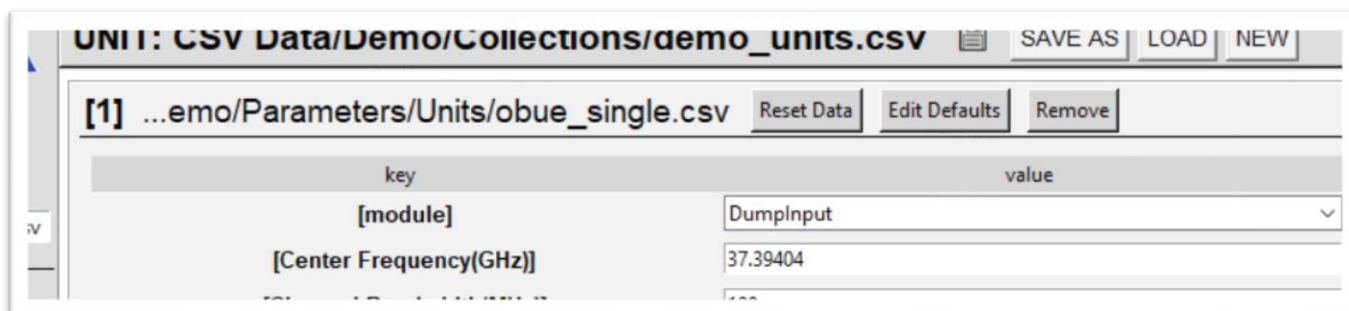 UNIT: CSV Data/Demo/Collections/demo_units.csv SAVE AS LOAD NEW
[1] ...emo/Parameters/Units/obue_single.csv Reset Data Edit Defaults Remove
key value
[module] DumpInput
sv
[Center Frequency(GHz)] 37.39404